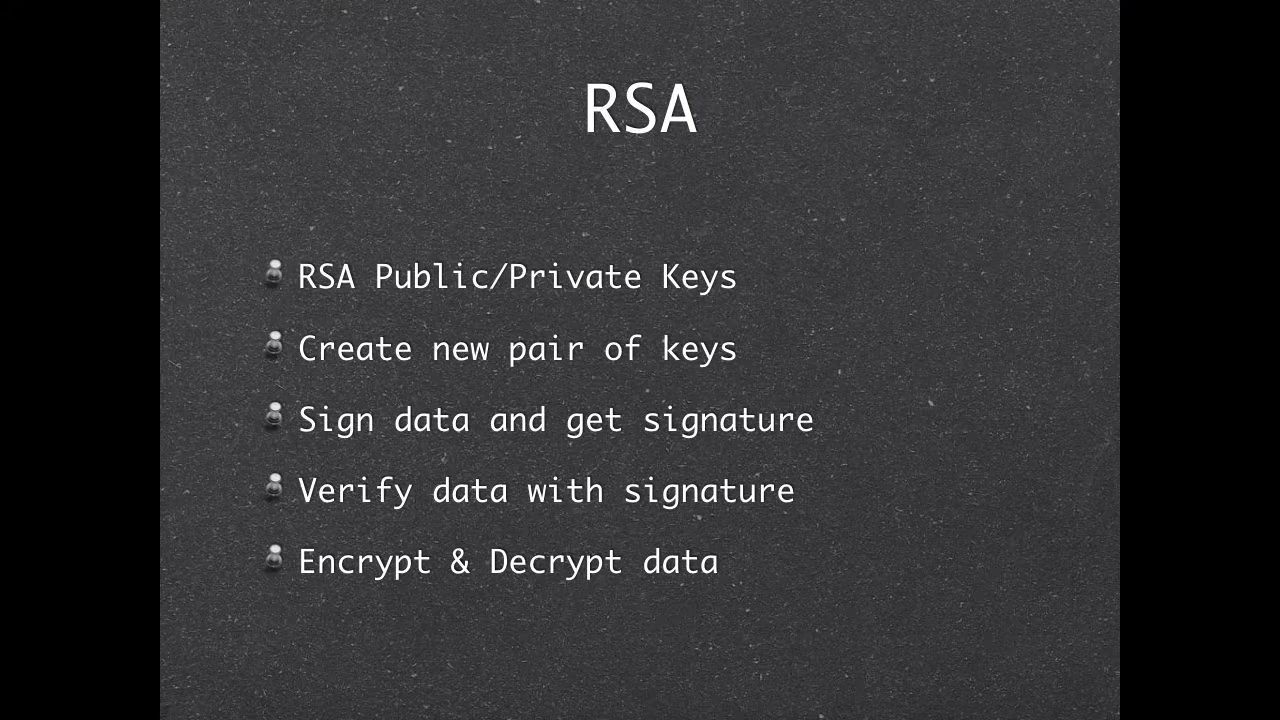 RSA
RSA Public/Private Keys
Create new pair of keys
Sign data and get signature
Verify data with signature
Encrypt & Decrypt data